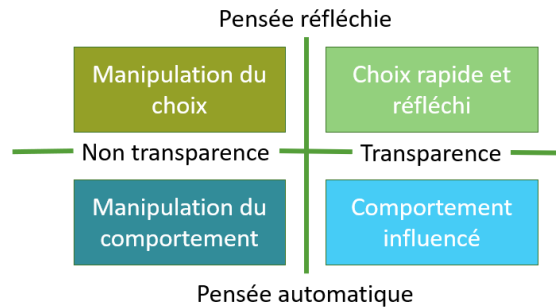 Pensée réfléchie
Manipulation du
choix
Choix rapide et
réfléchi
Non transparence
Transparence
Manipulation du
comportement
Comportement
influencé
Pensée automatique